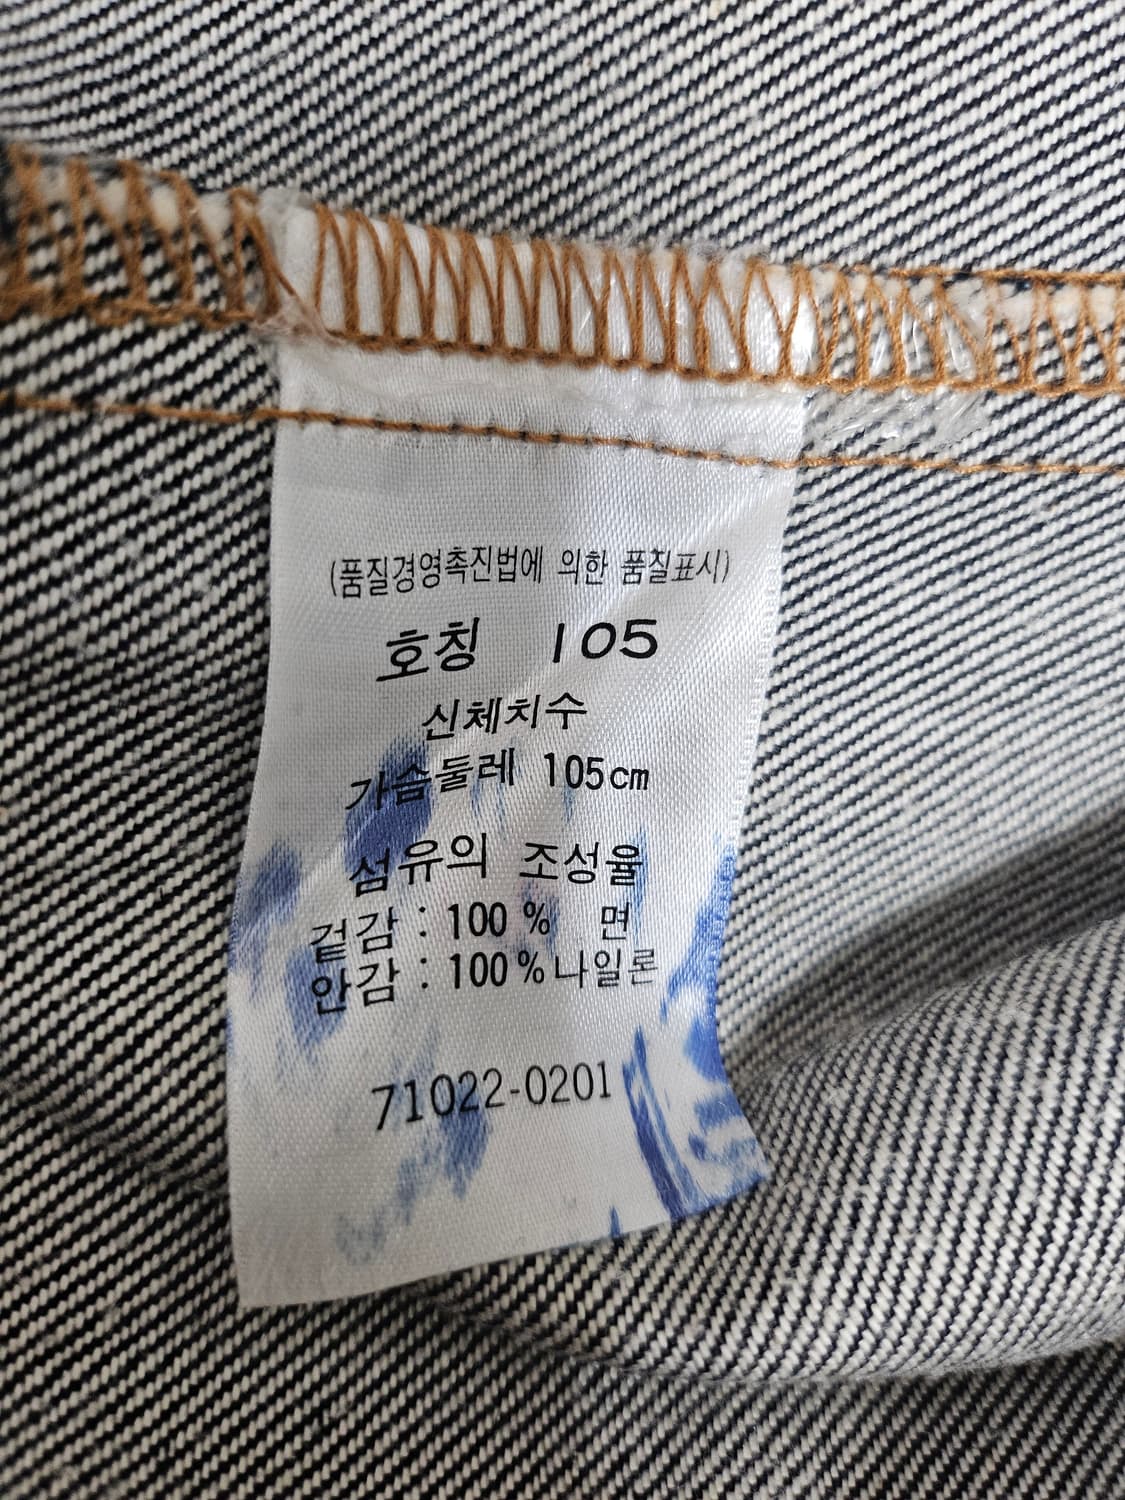 (품질경영촉진법에 의한 품질표시)
호칭 105
신체치수
가슴둘레 105cm
섬유의 조성율
겉감 : 100 % 면
안감 : 100 % 나일론
71022-0201